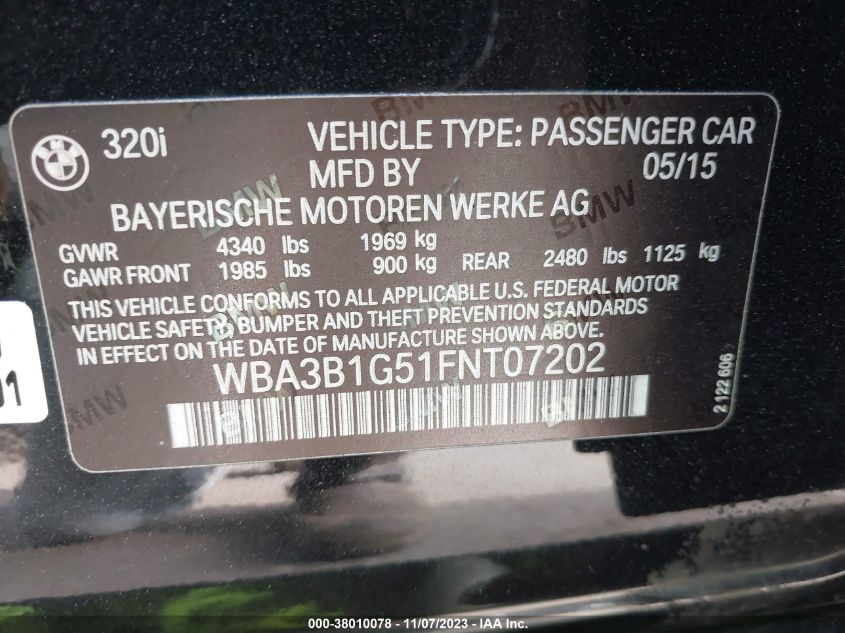 BMW 320i VEHICLE TYPE: PASSENGER CAR
MFD BY 05/15
BAYERISCHE MOTOREN WERKE AG
GVWR 4340 lbs 1969 kg
GAWR FRONT 1985 lbs 900 kg REAR 2480 lbs 1125 kg
THIS VEHICLE CONFORMS TO ALL APPLICABLE U.S. FEDERAL MOTOR
VEHICLE SAFETY, BUMPER AND THEFT PREVENTION STANDARDS
IN EFFECT ON THE DATE OF MANUFACTURE SHOWN ABOVE.
WBA3B1G51FNT07202
2 122 606
01
000-38010078 - 11/07/2023 - IAA Inc.